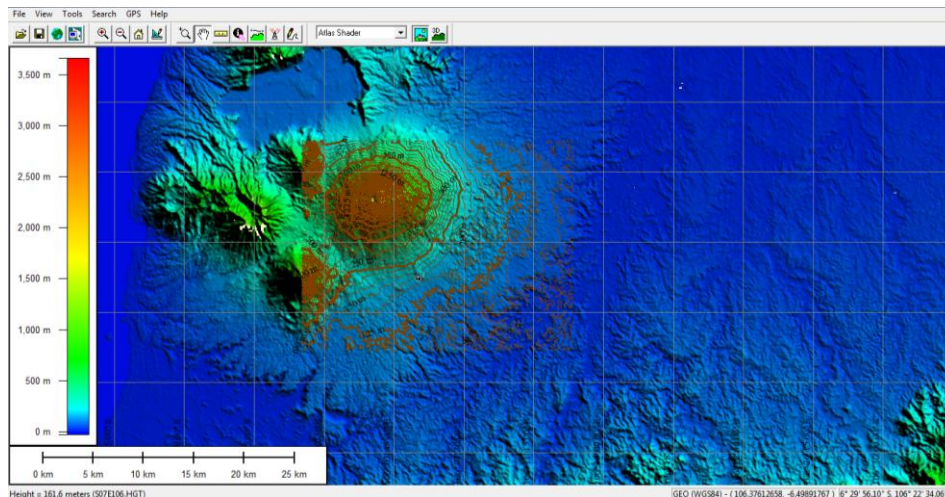 File View Tools Search GPS Help
Atlas Shader
3D
3,500 m
3,000 m
2,500 m
2,000 m
1,500 m
1,000 m
500 m
0 m
0 km 5 km 10 km 15 km 20 km 25 km
Height = 161.6 meters (S07E106.HGT)
GEO (WGS84) - ( 106.37612658, -6.49891767 ) 6° 29' 56.10" S, 106° 22' 34.06